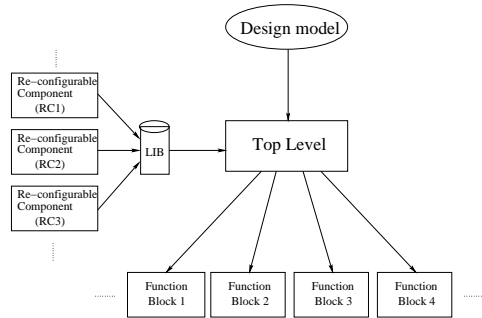 Design model
Re-configurable
Component
(RC1)
Re-configurable
Component
(RC2)
LIB
Top Level
Re-configurable
Component
(RC3)
Function
Block 1
Function
Block 2
Function
Block 3
Function
Block 4